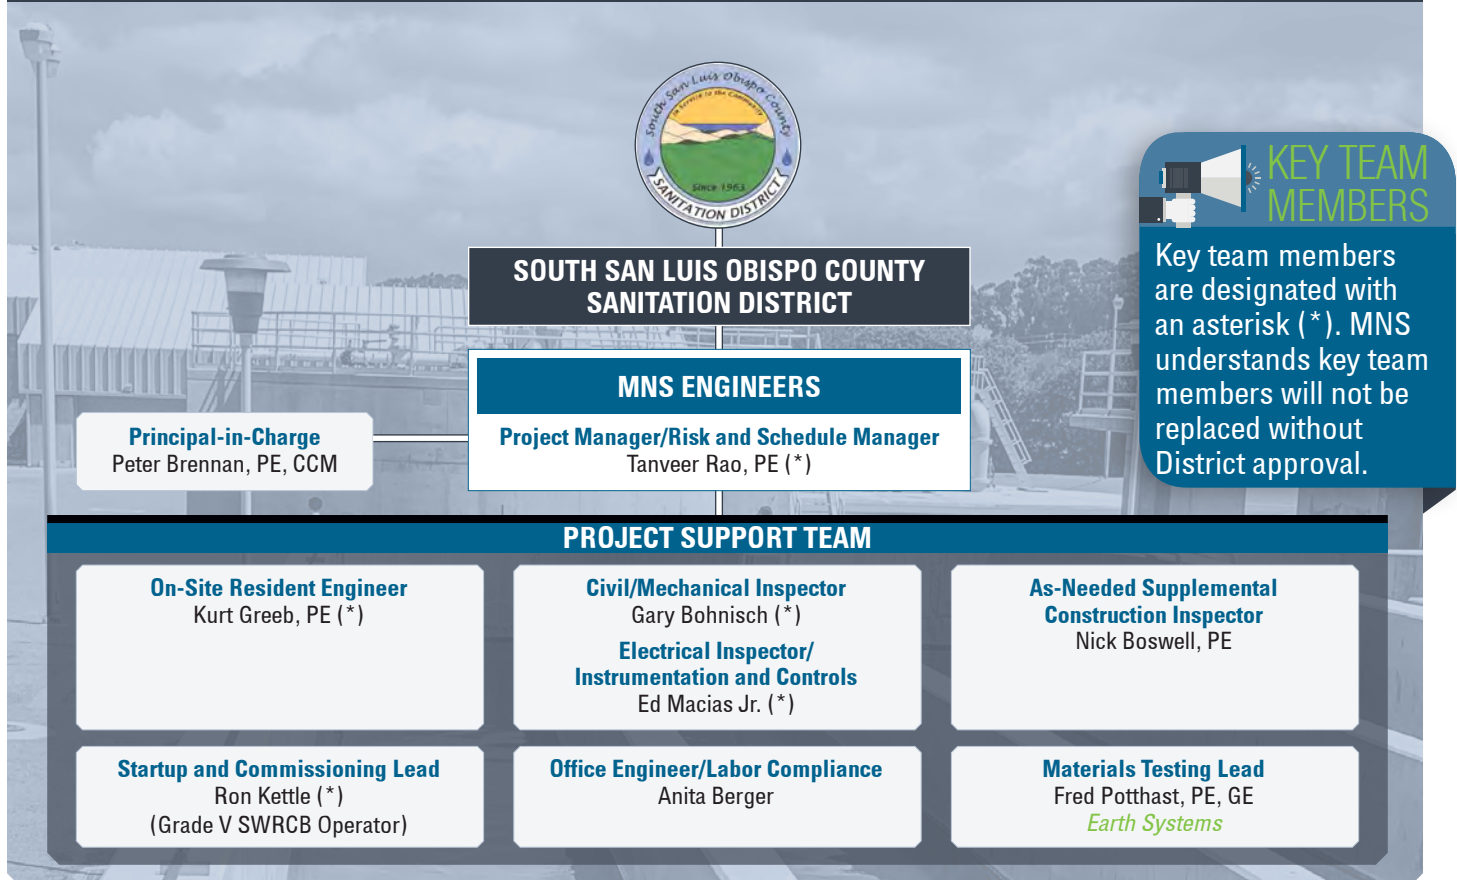 South San Luis Obispo County
In Service to the Community
Since 1963
SANITATION DISTRICT
KEY TEAM
MEMBERS
Key team members
are designated with
an asterisk (*). MNS
understands key team
members will not be
replaced without
District approval.
SOUTH SAN LUIS OBISPO COUNTY
SANITATION DISTRICT
MNS ENGINEERS
Project Manager/Risk and Schedule Manager
Tanveer Rao, PE (*)
Principal-in-Charge
Peter Brennan, PE, CCM
PROJECT SUPPORT TEAM
On-Site Resident Engineer
Kurt Greeb, PE (*)
Civil/Mechanical Inspector
Gary Bohnisch (*)
Electrical Inspector/
Instrumentation and Controls
Ed Macias Jr. (*)
As-Needed Supplemental
Construction Inspector
Nick Boswell, PE
Startup and Commissioning Lead
Ron Kettle (*)
(Grade V SWRCB Operator)
Office Engineer/Labor Compliance
Anita Berger
Materials Testing Lead
Fred Potthast, PE, GE
Earth Systems